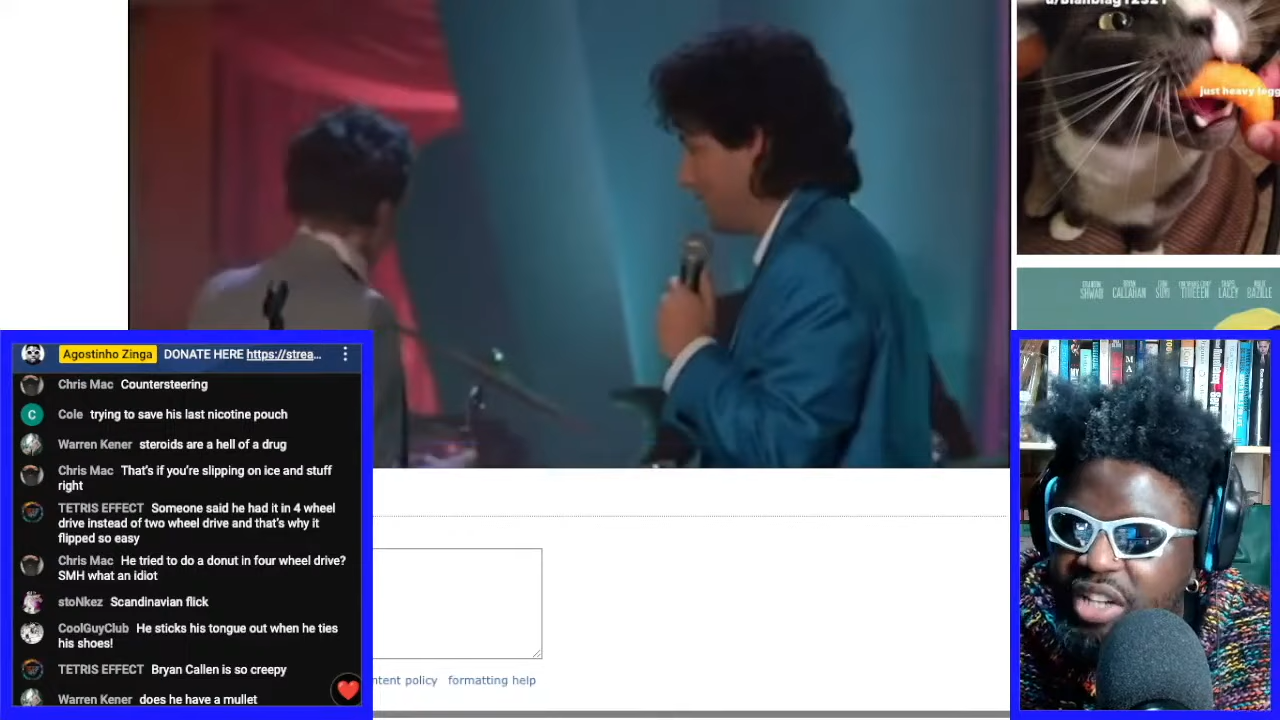 just heavy legg
BRYAN
CALLAHAN
LACEY
BAZILLE
Agostinho Zinga DONATE HERE https://strea...
Chris Mac Countersteering
C Cole trying to save his last nicotine pouch
Warren Kener steroids are a hell of a drug
Chris Mac That's if you're slipping on ice and stuff
right
TETRIS EFFECT Someone said he had it in 4 wheel
drive instead of two wheel drive and that's why it
flipped so easy
Chris Mac He tried to do a donut in four wheel drive?
SMH what an idiot
stoNkez Scandinavian flick
CoolGuyClub He sticks his tongue out when he ties
his shoes!
TETRIS EFFECT Bryan Callen is so creepy
Warren Kener does he have a mullet
ntent policy formatting help